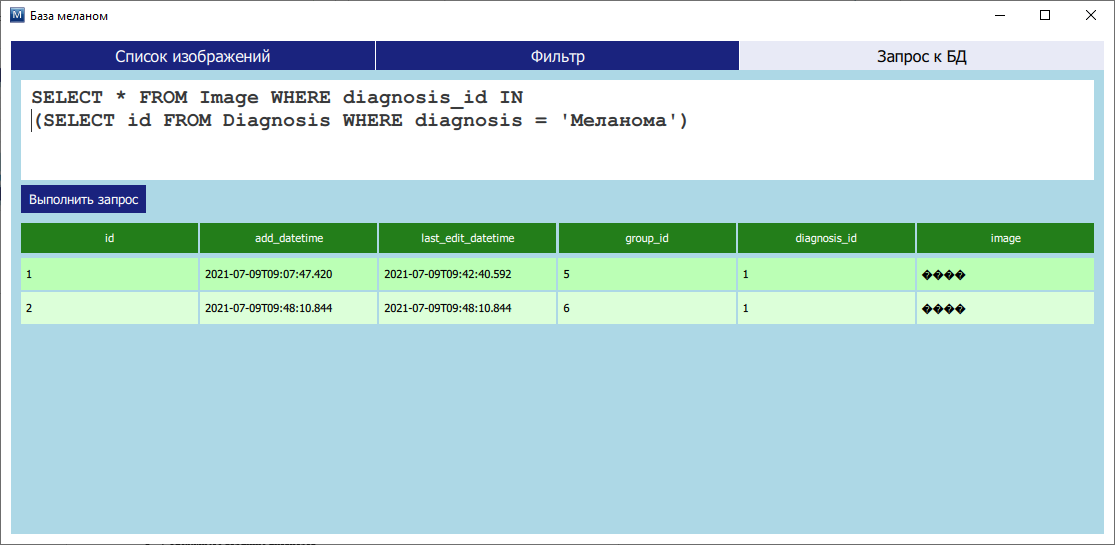 База меланом
Список изображений Фильтр Запрос к БД
SELECT * FROM Image WHERE diagnosis_id IN
(SELECT id FROM Diagnosis WHERE diagnosis = 'Меланома')
Выполнить запрос
id add_datetime last_edit_datetime group_id diagnosis_id image
1 2021-07-09T09:07:47.420 2021-07-09T09:42:40.592 5 1 ����
2 2021-07-09T09:48:10.844 2021-07-09T09:48:10.844 6 1 ����